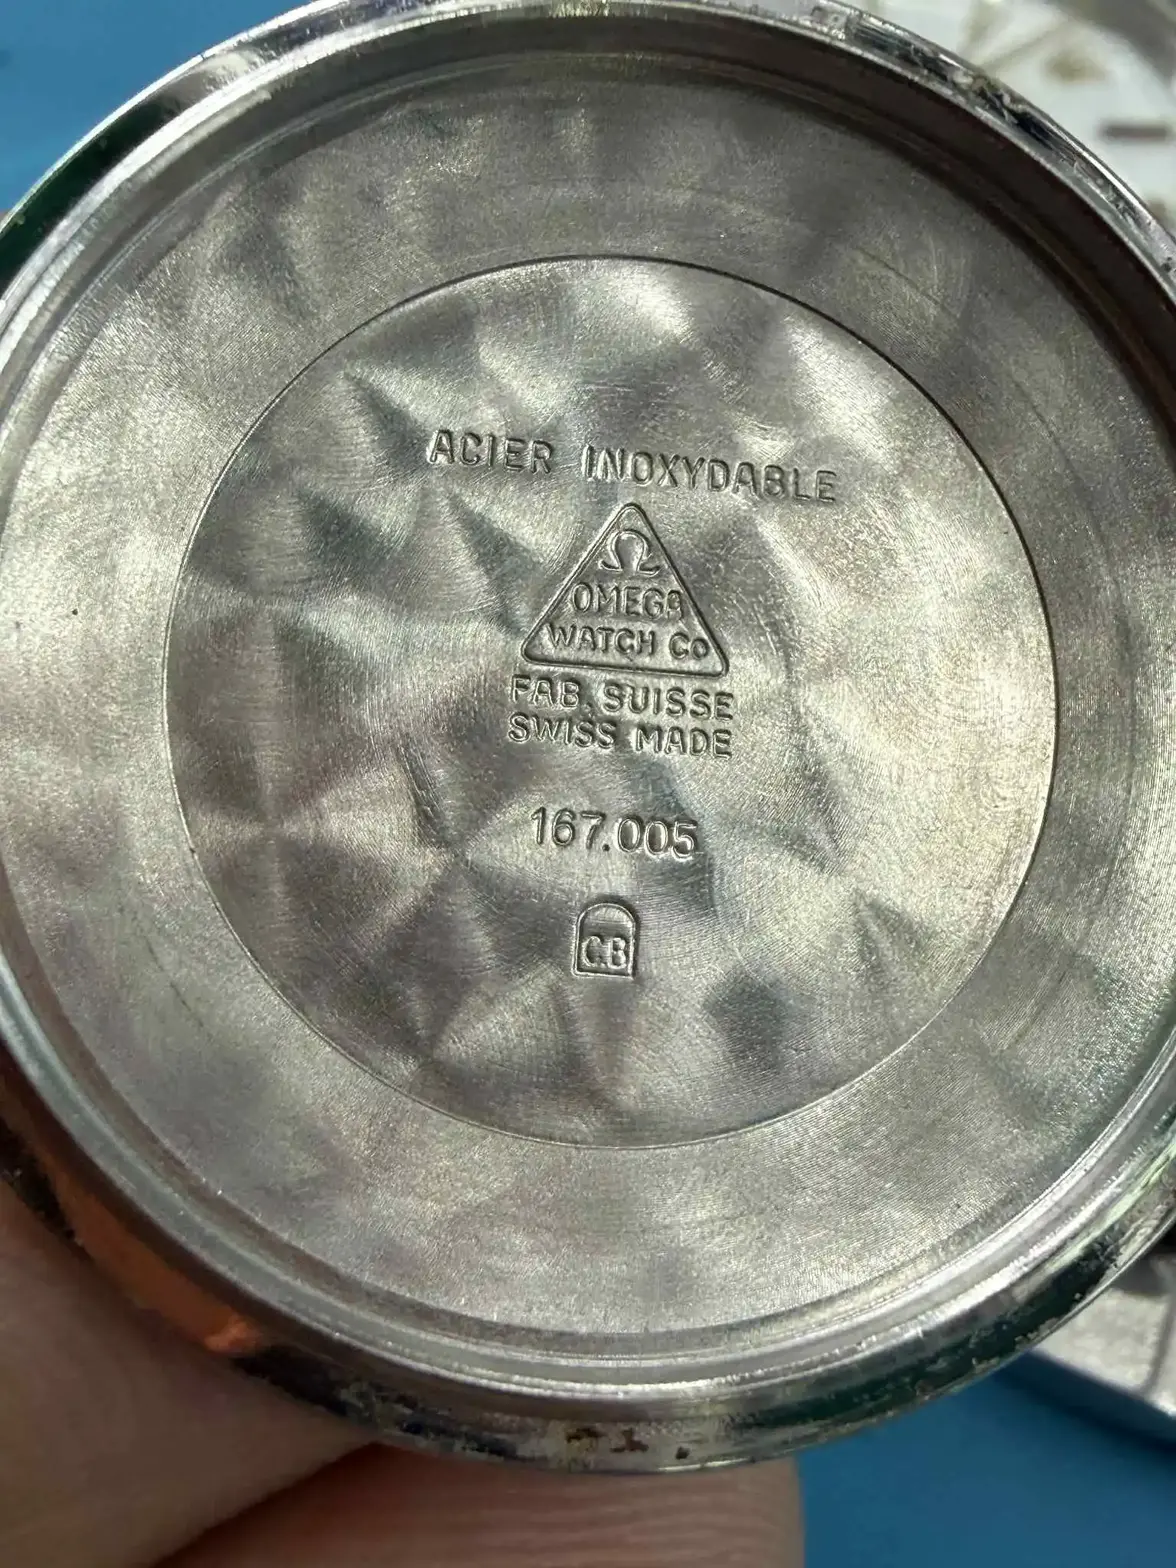 ACIER INOXYDABLE
Ω
OMEGA
WATCH Co
FAB. SUISSE
SWISS MADE
167.005
CB